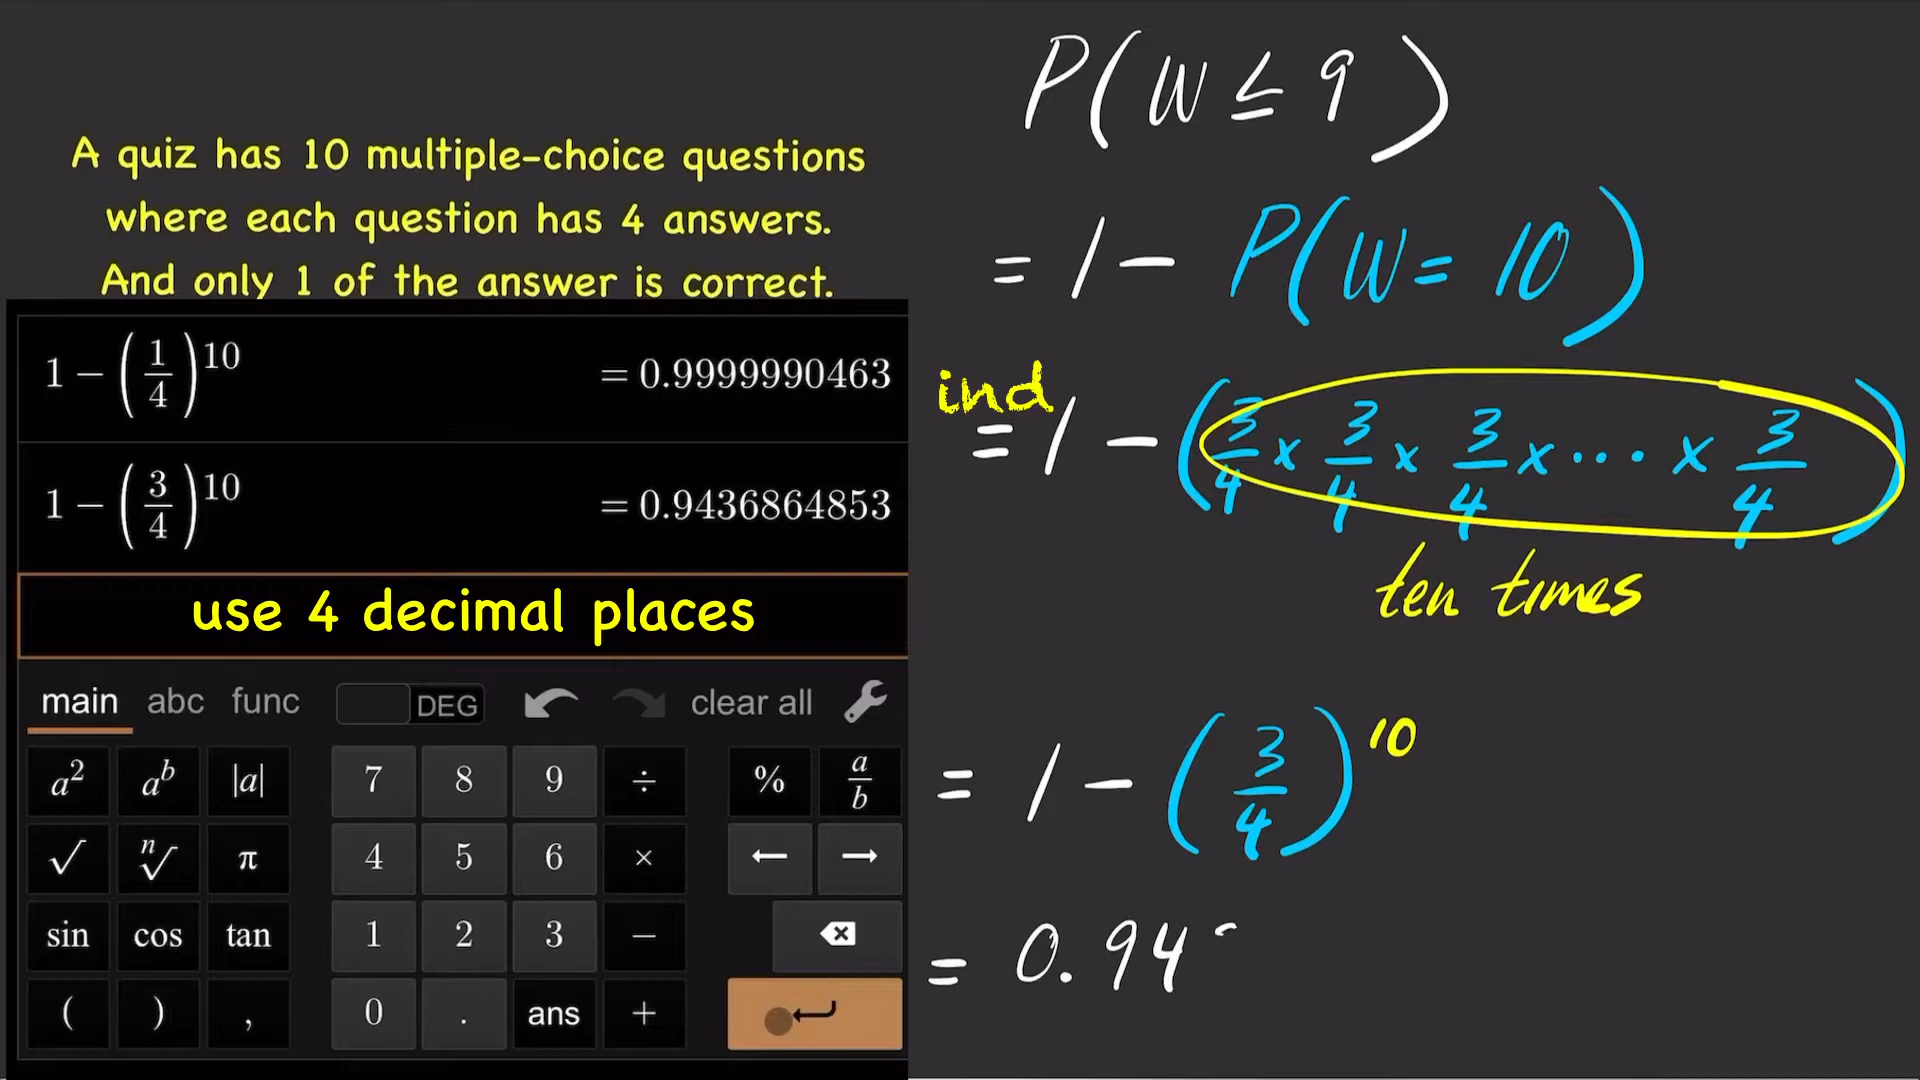 A quiz has 10 multiple-choice questions
where each question has 4 answers.
And only 1 of the answer is correct.
1 − (1/4)^10 = 0.9999990463
1 − (3/4)^10 = 0.9436864853
use 4 decimal places
main abc func DEG clear all
a² a^b |a| 7 8 9 ÷ % a/b
√ ⁿ√ π 4 5 6 × ← →
sin cos tan 1 2 3 −
( ) , 0 . ans +
P(W ≤ 9)
= 1 − P(W = 10)
ind
= 1 − (3/4 × 3/4 × 3/4 × ··· × 3/4)
ten times
= 1 − (3/4)^10
= 0.94